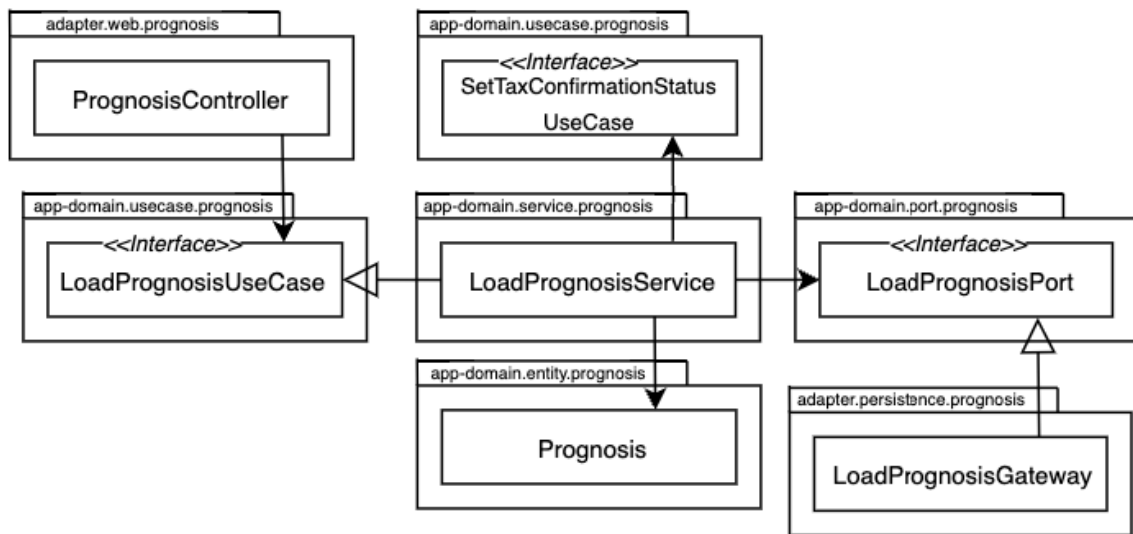 adapter.web.prognosis
PrognosisController
app-domain.usecase.prognosis
<<Interface>>
SetTaxConfirmationStatus
UseCase
app-domain.usecase.prognosis
<<Interface>>
LoadPrognosisUseCase
app-domain.service.prognosis
LoadPrognosisService
app-domain.port.prognosis
<<Interface>>
LoadPrognosisPort
app-domain.entity.prognosis
Prognosis
adapter.persistence.prognosis
LoadPrognosisGateway